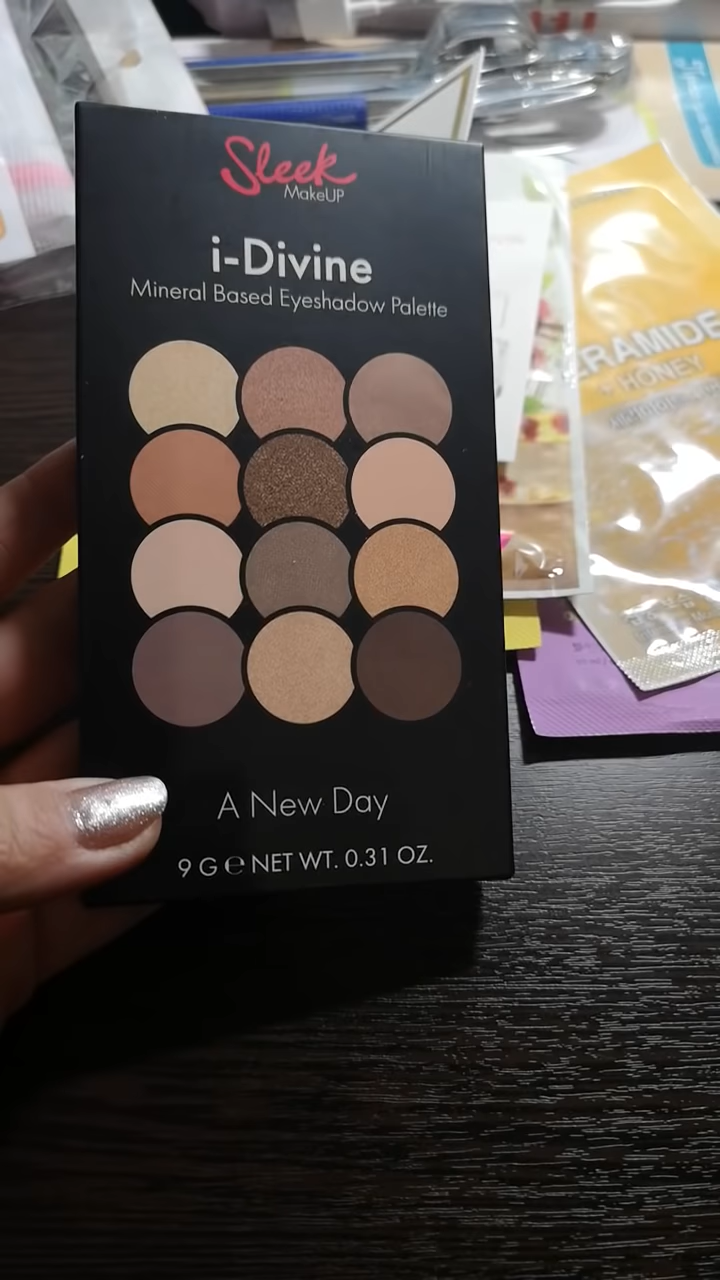 Sleek
MakeUP
i-Divine
Mineral Based Eyeshadow Palette
A New Day
9 G e NET WT. 0.31 OZ.
ERAMIDE
+ HONEY